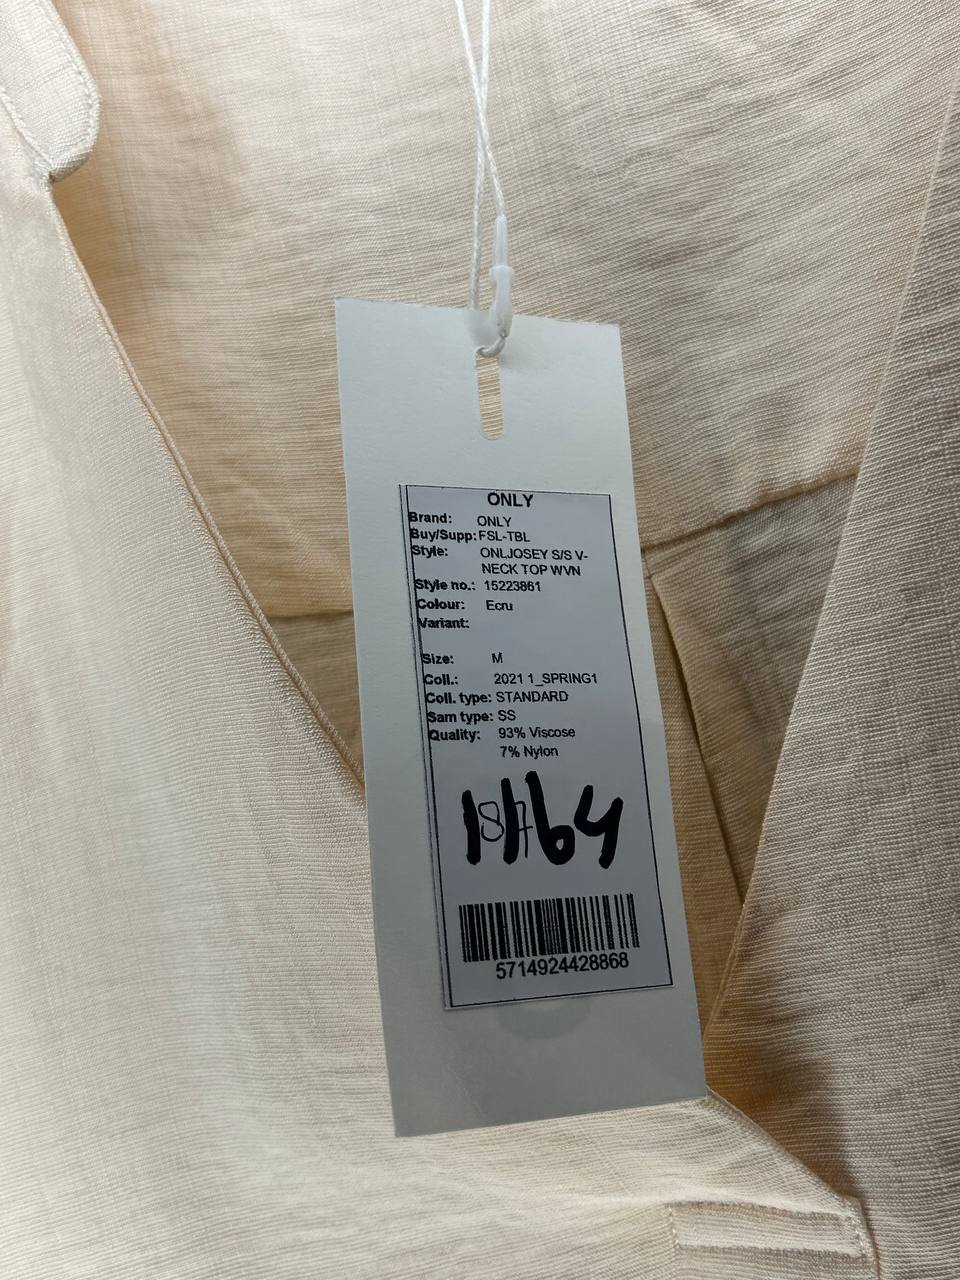 ONLY
Brand: ONLY
Buy/Supp: FSL-TBL
Style: ONLJOSEY S/S V-
NECK TOP WVN
Style no.: 15223861
Colour: Ecru
Variant:
Size: M
Coll.: 2021 1_SPRING1
Coll. type: STANDARD
Sam type: SS
Quality: 93% Viscose
7% Nylon
1164
5714924428868